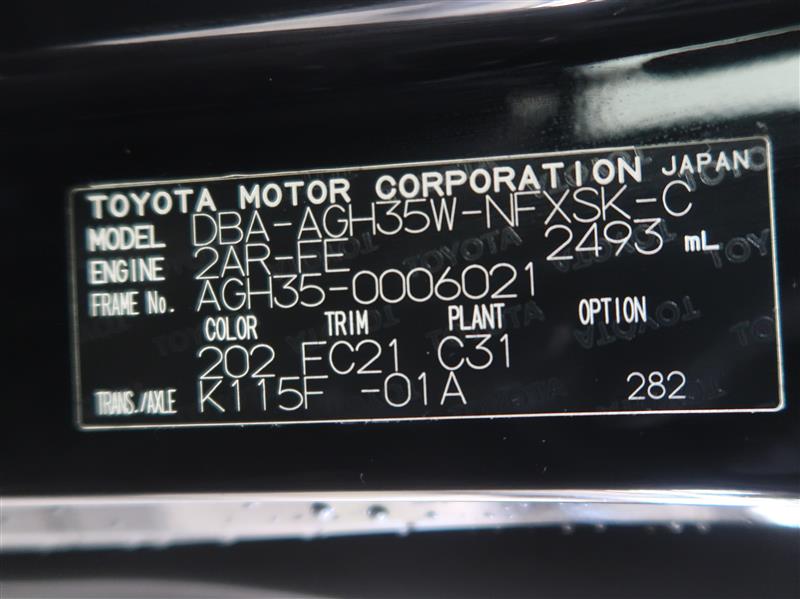 TOYOTA MOTOR CORPORATION JAPAN
MODEL DBA-AGH35W-NFXSK-C
ENGINE 2AR-FE 2493 mL
FRAME No. AGH35-0006021
COLOR TRIM PLANT OPTION
202 FC21 C31
TRANS./AXLE K115F -01A 282